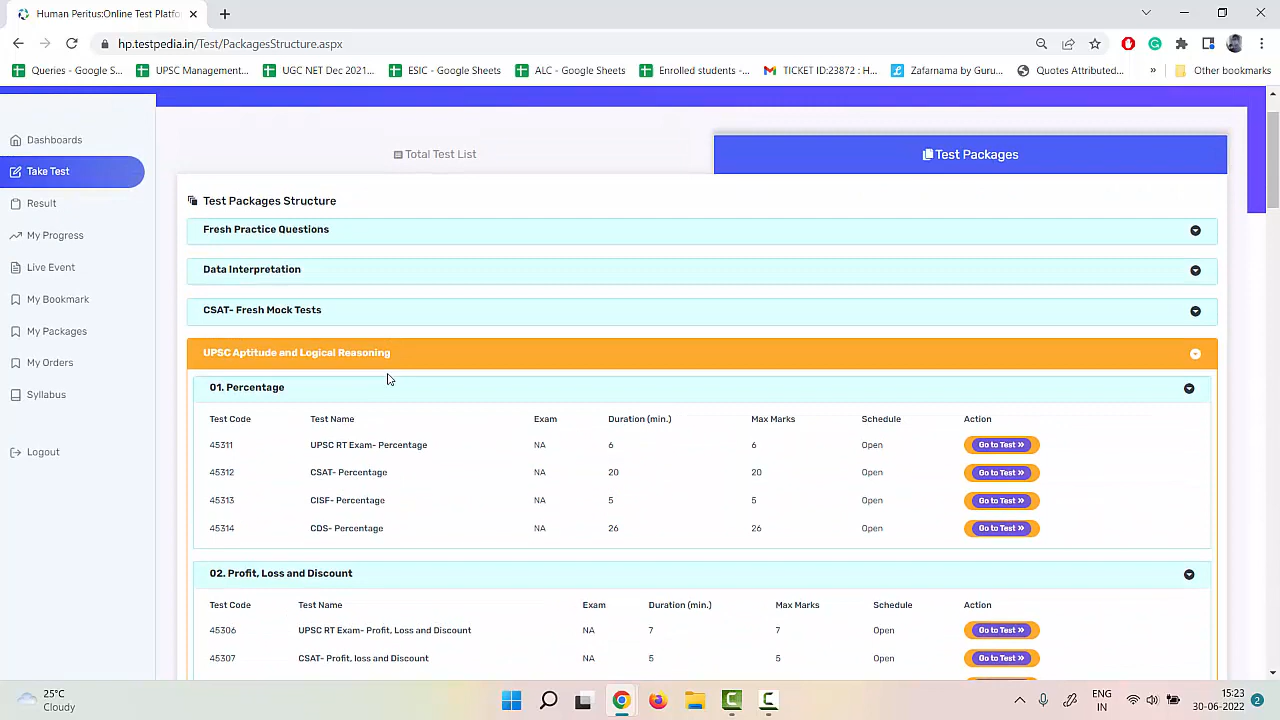 Human Peritus:Online Test Platfo
hp.testpedia.in/Test/PackagesStructure.aspx
Queries - Google S...
UPSC Management...
UGC NET Dec 2021...
ESIC - Google Sheets
ALC - Google Sheets
Enrolled students -...
TICKET ID:23872 : H...
Zafarnama by Guru...
Quotes Attributed...
»
Other bookmarks
Dashboards
Take Test
Result
My Progress
Live Event
My Bookmark
My Packages
My Orders
Syllabus
Logout
Total Test List
Test Packages
Test Packages Structure
Fresh Practice Questions
Data Interpretation
CSAT- Fresh Mock Tests
UPSC Aptitude and Logical Reasoning
01. Percentage
Test Code Test Name Exam Duration (min.) Max Marks Schedule Action
45311 UPSC RT Exam- Percentage NA 6 6 Open Go to Test »
45312 CSAT- Percentage NA 20 20 Open Go to Test »
45313 CISF- Percentage NA 5 5 Open Go to Test »
45314 CDS- Percentage NA 26 26 Open Go to Test »
02. Profit, Loss and Discount
Test Code Test Name Exam Duration (min.) Max Marks Schedule Action
45306 UPSC RT Exam- Profit, Loss and Discount NA 7 7 Open Go to Test »
45307 CSAT- Profit, loss and Discount NA 5 5 Open Go to Test »
25°C
Cloudy
ENG
IN
15:23
30-06-2022
2